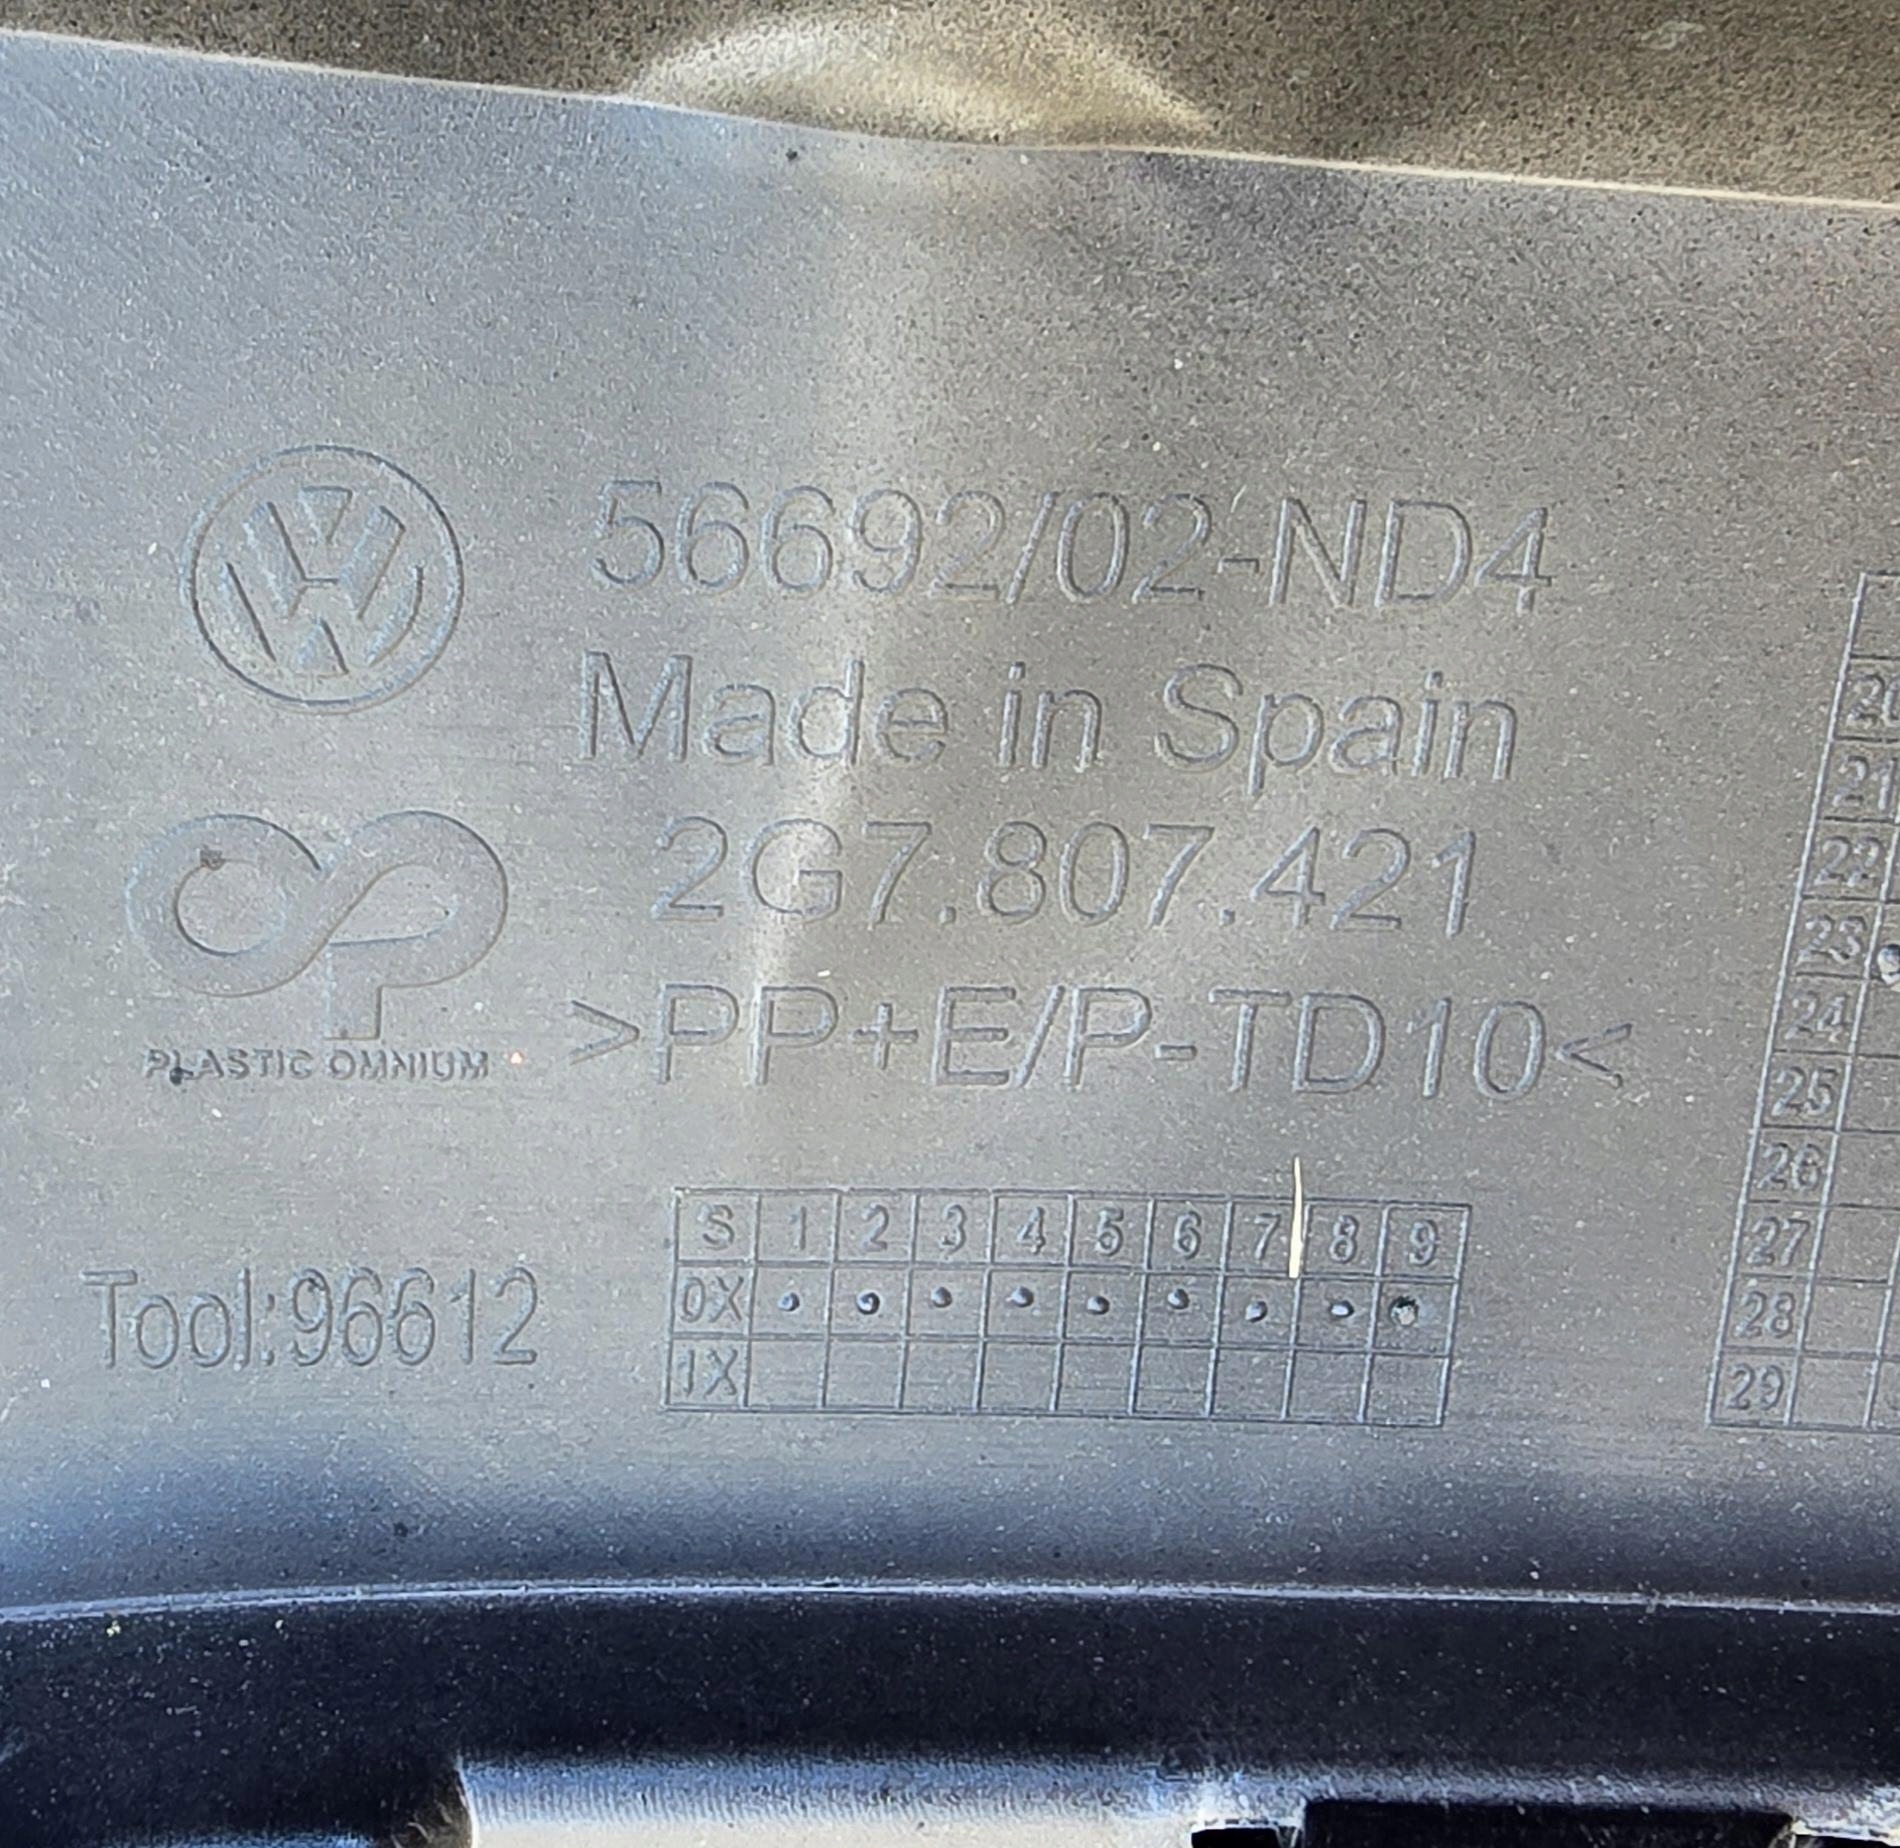 56692/02-ND4
Made in Spain
2G7.807.421
>PP+E/P-TD10<
PLASTIC OMNIUM
Tool:96612
S 1 2 3 4 5 6 7 8 9
0X
1X
20
21
22
23
24
25
26
27
28
29